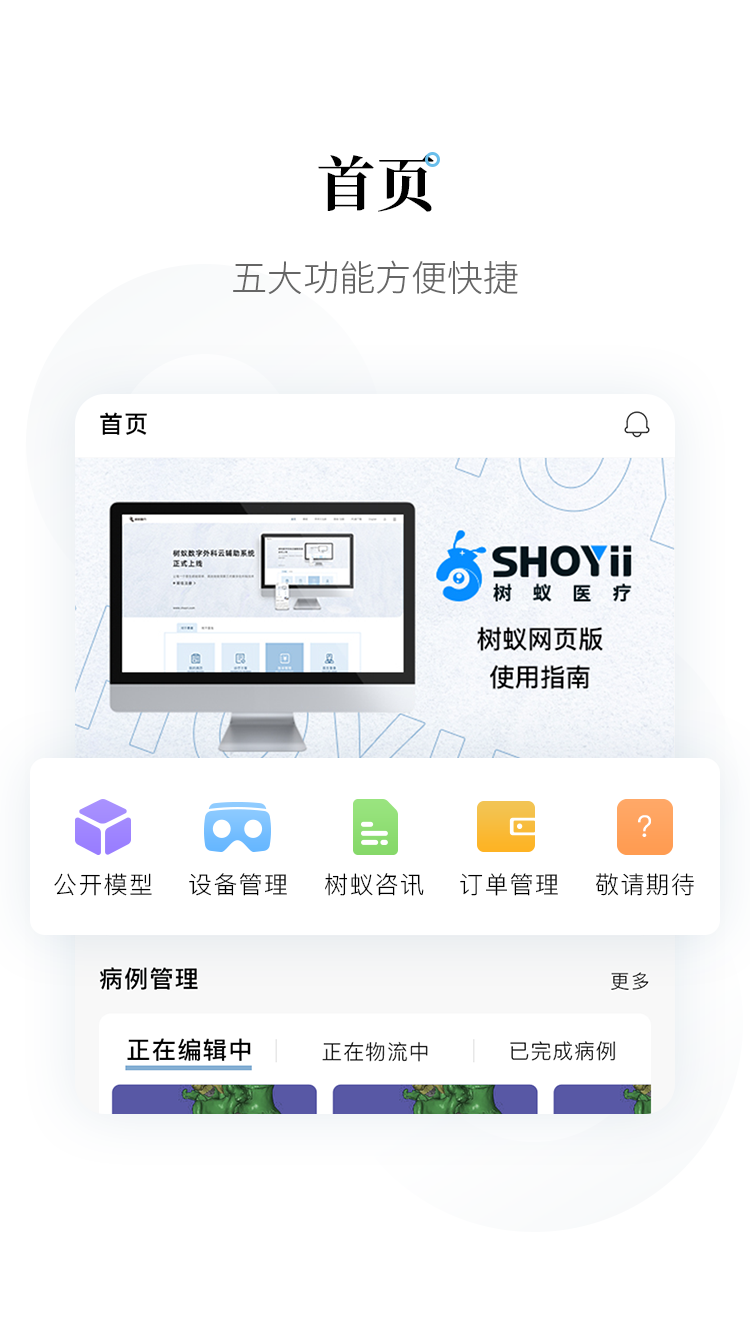 首页
五大功能方便快捷
首页
树蚁数字外科云辅助系统
正式上线
SHOYii
树蚁医疗
树蚁网页版
使用指南
公开模型
设备管理
树蚁咨讯
订单管理
敬请期待
病例管理
更多
正在编辑中
正在物流中
已完成病例